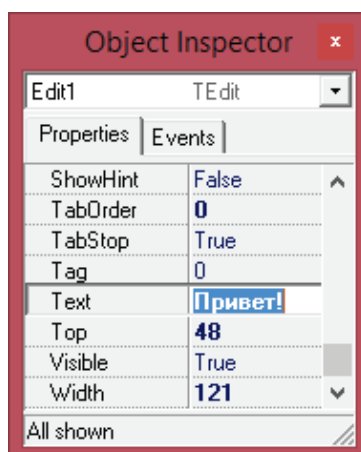 Object Inspector x
Edit1 TEdit
Properties Events
ShowHint False
TabOrder 0
TabStop True
Tag 0
Text Привет!
Top 48
Visible True
Width 121
All shown